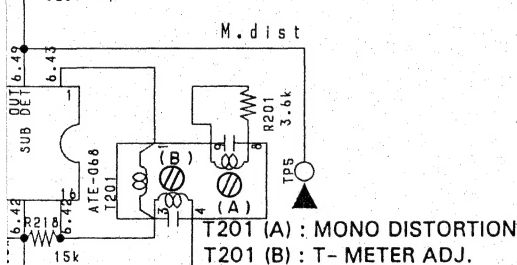 M.dist
6.49
6.43
OUT
DET
SUB
1
16
R201
3.6k
9
8
1
(B)
(A)
ATE-068
T201
3
4
TP5
6.42
6.42
R218
15k
T201 (A) : MONO DISTORTION
T201 (B) : T- METER ADJ.